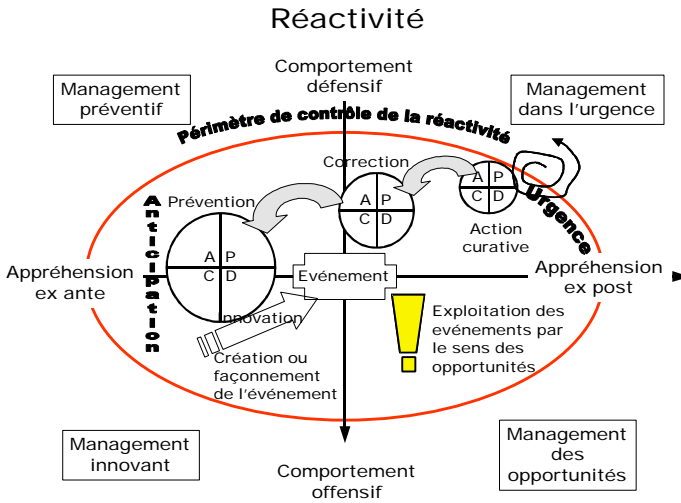 Réactivité
Comportement
défensif
Management
préventif
Management
dans l'urgence
Périmètre de contrôle de la réactivité
Urgence
Correction
A P
C D
A P
C D
Action
curative
Prévention
A P
C D
Anticipation
Appréhension
ex ante
Evénement
Appréhension
ex post
Innovation
Création ou
façonnement
de l'événement
Exploitation des
evénements par
le sens des
opportunités
Management
innovant
Comportement
offensif
Management
des
opportunités